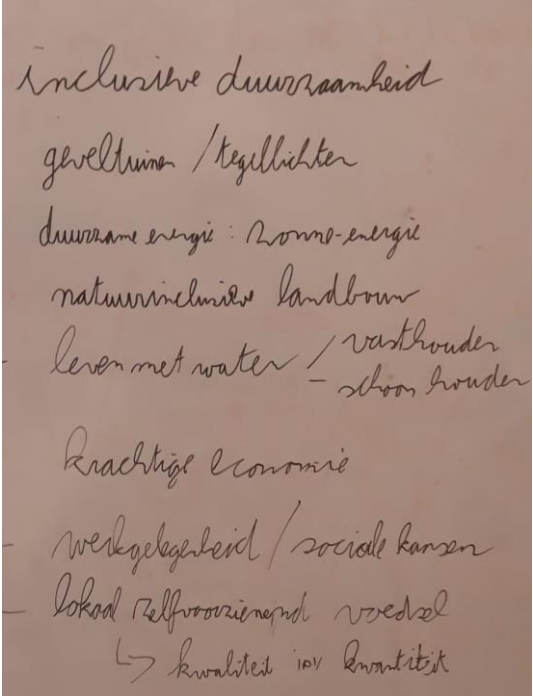 inclusieve duurzaamheid
geveltuinen / tegellichter
duurzame energie : zonne-energie
natuurinclusieve landbouw
- leven met water / vasthouden
- schoon houden
krachtige economie
- werkgelegenheid / sociale kansen
- lokaal zelfvoorzienend voedsel
↳ kwaliteit ipv kwantiteit